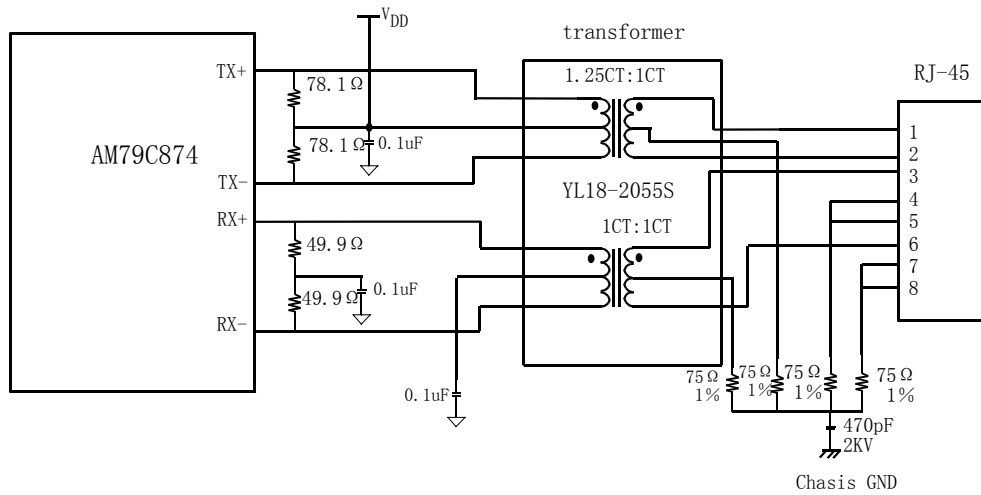 V_DD
transformer
TX+
78.1Ω
1.25CT:1CT
RJ-45
AM79C874
78.1Ω
0.1uF
1
2
TX-
YL18-2055S
3
4
RX+
1CT:1CT
5
49.9Ω
6
7
49.9Ω
0.1uF
8
RX-
0.1uF
75Ω
1%
75Ω
1%
75Ω
1%
75Ω
1%
470pF
2KV
Chasis GND